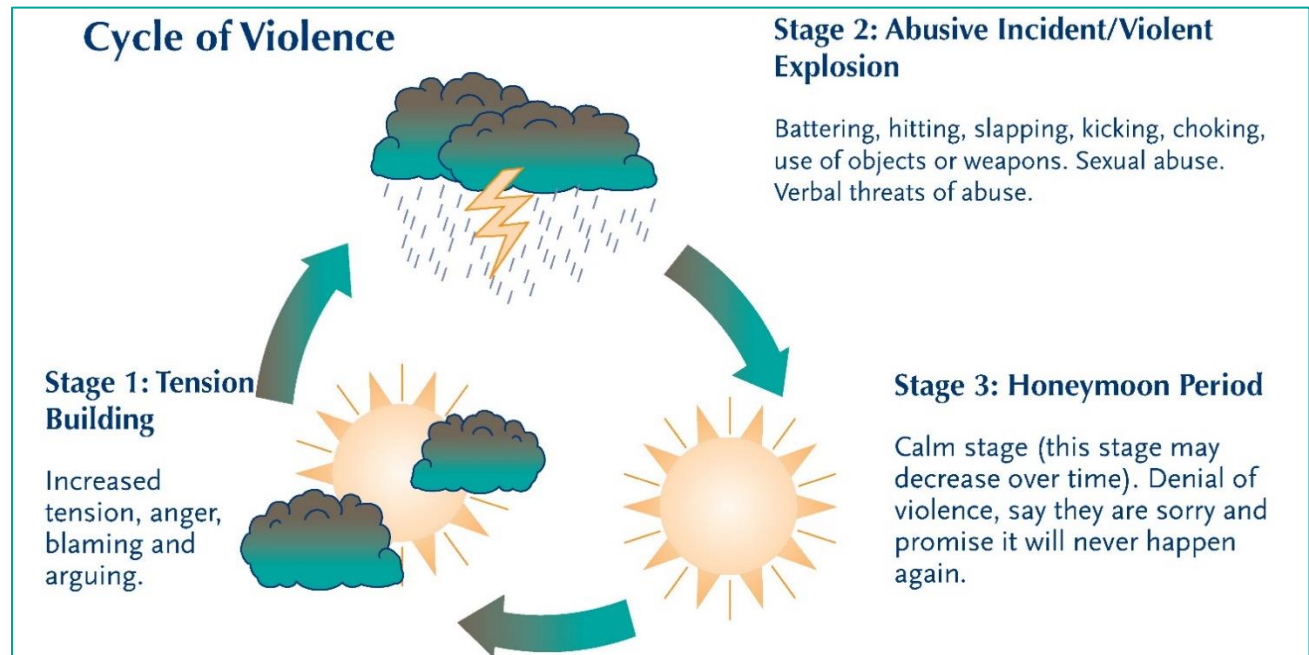 Cycle of Violence
Stage 2: Abusive Incident/Violent
Explosion
Battering, hitting, slapping, kicking, choking,
use of objects or weapons. Sexual abuse.
Verbal threats of abuse.
Stage 1: Tension
Building
Increased
tension, anger,
blaming and
arguing.
Stage 3: Honeymoon Period
Calm stage (this stage may
decrease over time). Denial of
violence, say they are sorry and
promise it will never happen
again.